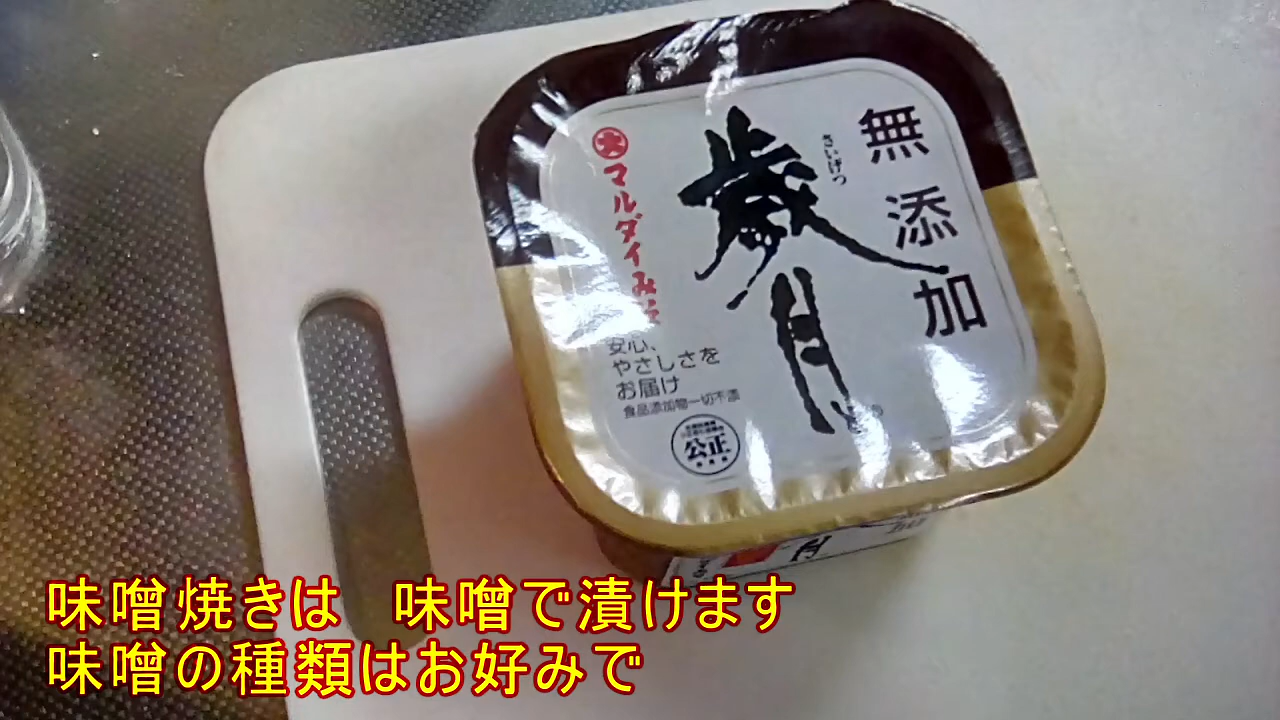 無添加
さいげつ
歳月
マルダイみそ
安心、
やさしさを
お届け
食品添加物一切不添
公正
月
味噌焼きは 味噌で漬けます
味噌の種類はお好みで